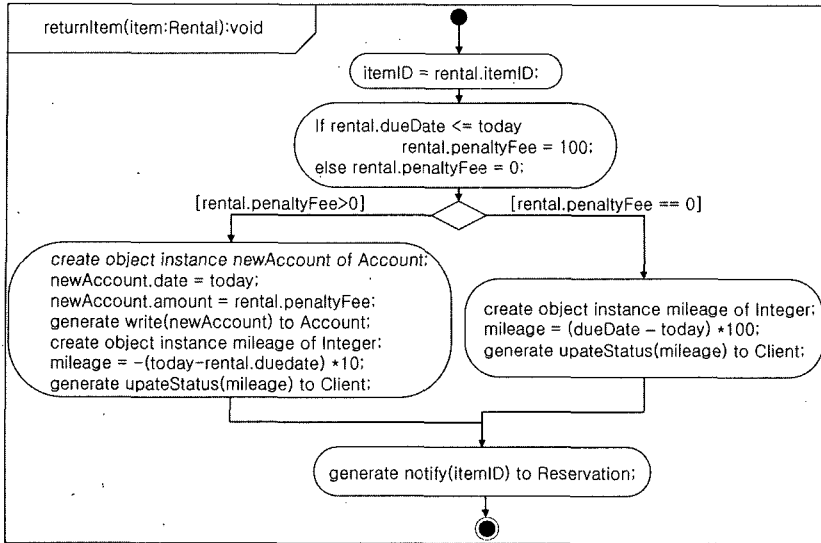 returnItem(item:Rental):void
itemID = rental.itemID;
If rental.dueDate <= today
rental.penaltyFee = 100;
else rental.penaltyFee = 0;
[rental.penaltyFee>0]
[rental.penaltyFee == 0]
create object instance newAccount of Account;
newAccount.date = today;
newAccount.amount = rental.penaltyFee;
generate write(newAccount) to Account;
create object instance mileage of Integer;
mileage = -(today-rental.duedate) *10;
generate upateStatus(mileage) to Client;
create object instance mileage of Integer;
mileage = (dueDate - today) *100;
generate upateStatus(mileage) to Client;
generate notify(itemID) to Reservation;